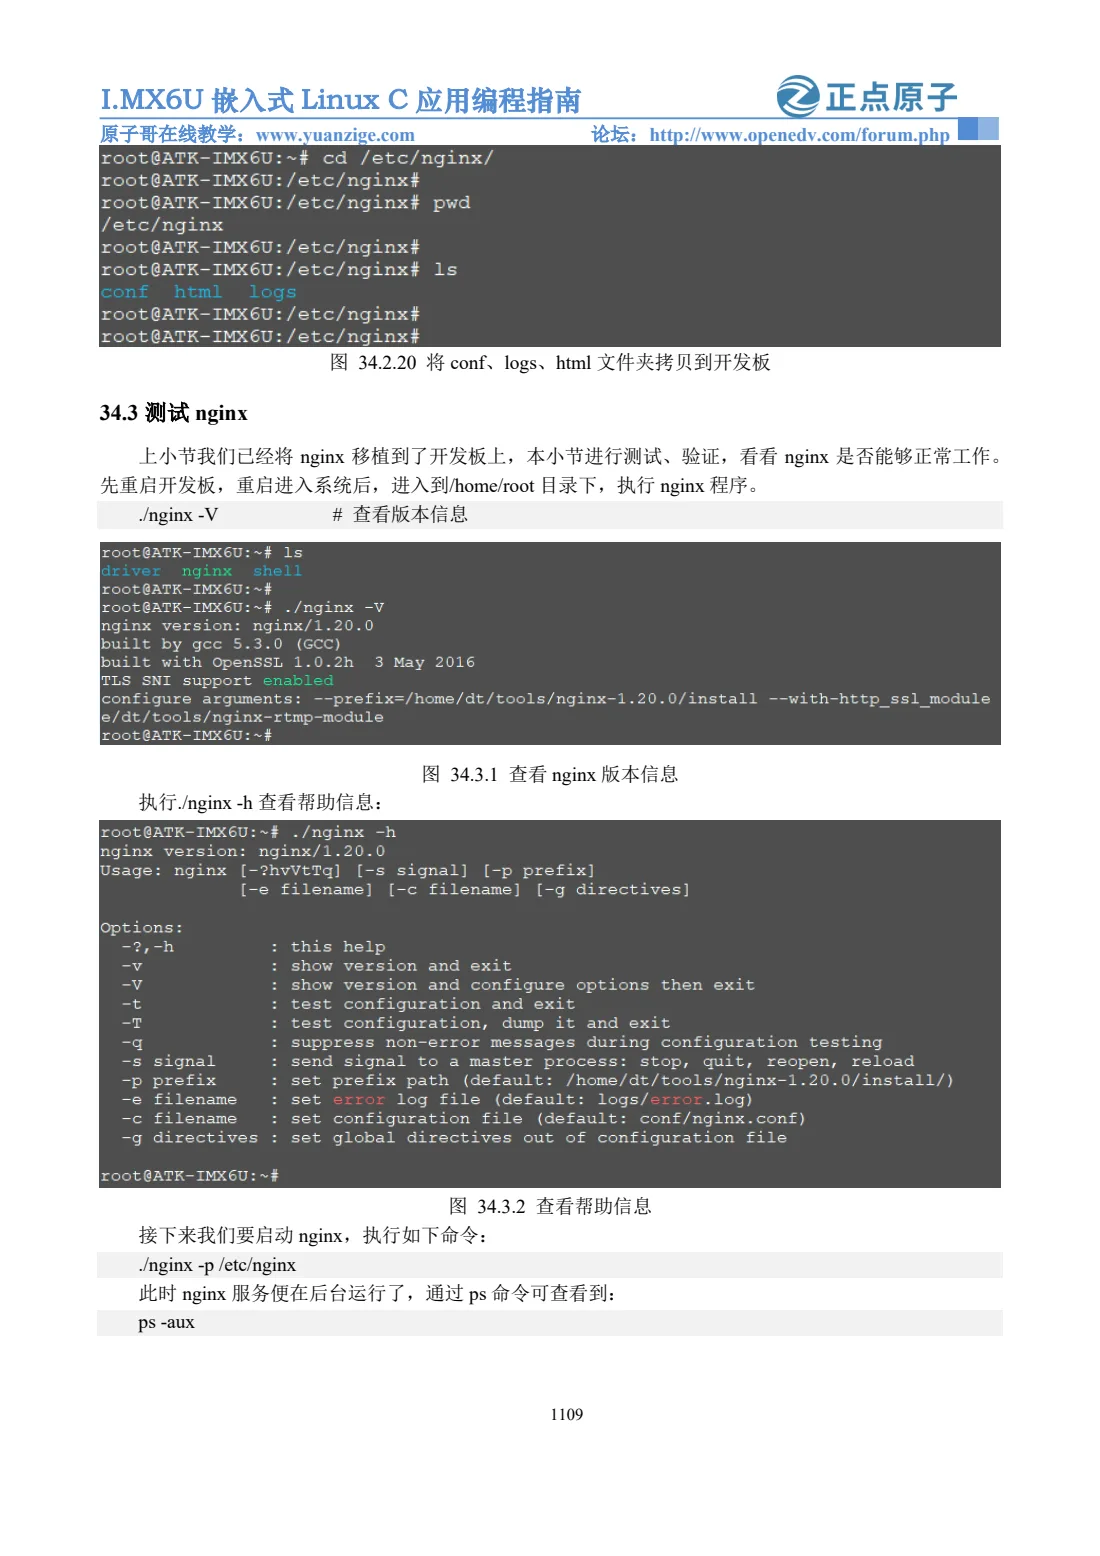 I.MX6U 嵌入式 Linux C 应用编程指南
正点原子
原子哥在线教学：www.yuanzige.com 论坛：http://www.openedv.com/forum.php
root@ATK-IMX6U:~# cd /etc/nginx/
root@ATK-IMX6U:/etc/nginx#
root@ATK-IMX6U:/etc/nginx# pwd
/etc/nginx
root@ATK-IMX6U:/etc/nginx#
root@ATK-IMX6U:/etc/nginx# ls
conf html logs
root@ATK-IMX6U:/etc/nginx#
root@ATK-IMX6U:/etc/nginx#
图 34.2.20 将 conf、logs、html 文件夹拷贝到开发板
34.3 测试 nginx
上小节我们已经将 nginx 移植到了开发板上，本小节进行测试、验证，看看 nginx 是否能够正常工作。
先重启开发板，重启进入系统后，进入到/home/root 目录下，执行 nginx 程序。
./nginx -V # 查看版本信息
root@ATK-IMX6U:~# ls
driver nginx shell
root@ATK-IMX6U:~#
root@ATK-IMX6U:~# ./nginx -V
nginx version: nginx/1.20.0
built by gcc 5.3.0 (GCC)
built with OpenSSL 1.0.2h 3 May 2016
TLS SNI support enabled
configure arguments: --prefix=/home/dt/tools/nginx-1.20.0/install --with-http_ssl_module
e/dt/tools/nginx-rtmp-module
root@ATK-IMX6U:~#
图 34.3.1 查看 nginx 版本信息
执行./nginx -h 查看帮助信息：
root@ATK-IMX6U:~# ./nginx -h
nginx version: nginx/1.20.0
Usage: nginx [-?hvVtTq] [-s signal] [-p prefix]
[-e filename] [-c filename] [-g directives]
Options:
-?,-h : this help
-v : show version and exit
-V : show version and configure options then exit
-t : test configuration and exit
-T : test configuration, dump it and exit
-q : suppress non-error messages during configuration testing
-s signal : send signal to a master process: stop, quit, reopen, reload
-p prefix : set prefix path (default: /home/dt/tools/nginx-1.20.0/install/)
-e filename : set error log file (default: logs/error.log)
-c filename : set configuration file (default: conf/nginx.conf)
-g directives : set global directives out of configuration file
root@ATK-IMX6U:~#
图 34.3.2 查看帮助信息
接下来我们要启动 nginx，执行如下命令：
./nginx -p /etc/nginx
此时 nginx 服务便在后台运行了，通过 ps 命令可查看到：
ps -aux
1109